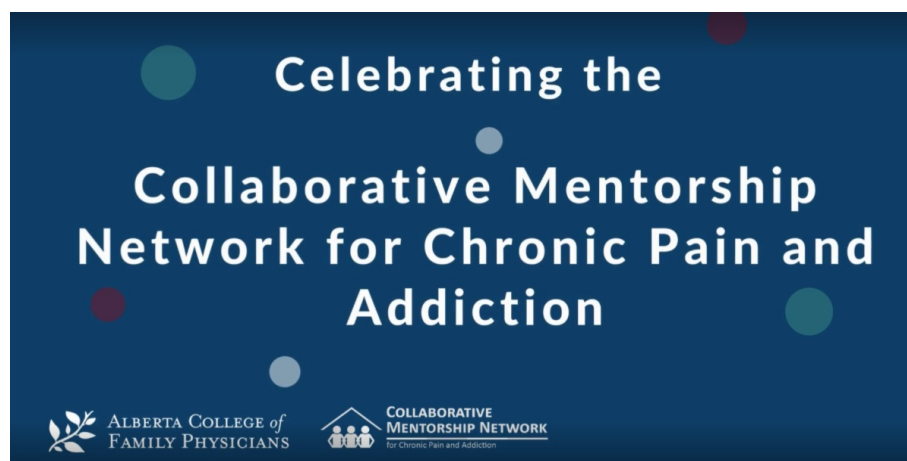 Celebrating the
Collaborative Mentorship
Network for Chronic Pain and
Addiction
ALBERTA COLLEGE of
FAMILY PHYSICIANS
COLLABORATIVE
MENTORSHIP NETWORK
for Chronic Pain and Addiction